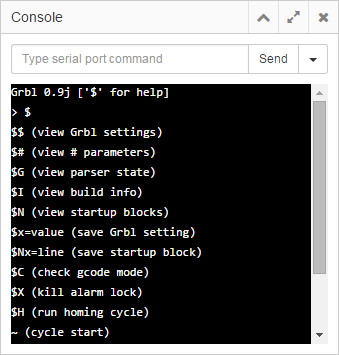 Console
Type serial port command
Send
Grbl 0.9j ['$' for help]
> $
$$ (view Grbl settings)
$# (view # parameters)
$G (view parser state)
$I (view build info)
$N (view startup blocks)
$x=value (save Grbl setting)
$Nx=line (save startup block)
$C (check gcode mode)
$X (kill alarm lock)
$H (run homing cycle)
~ (cycle start)